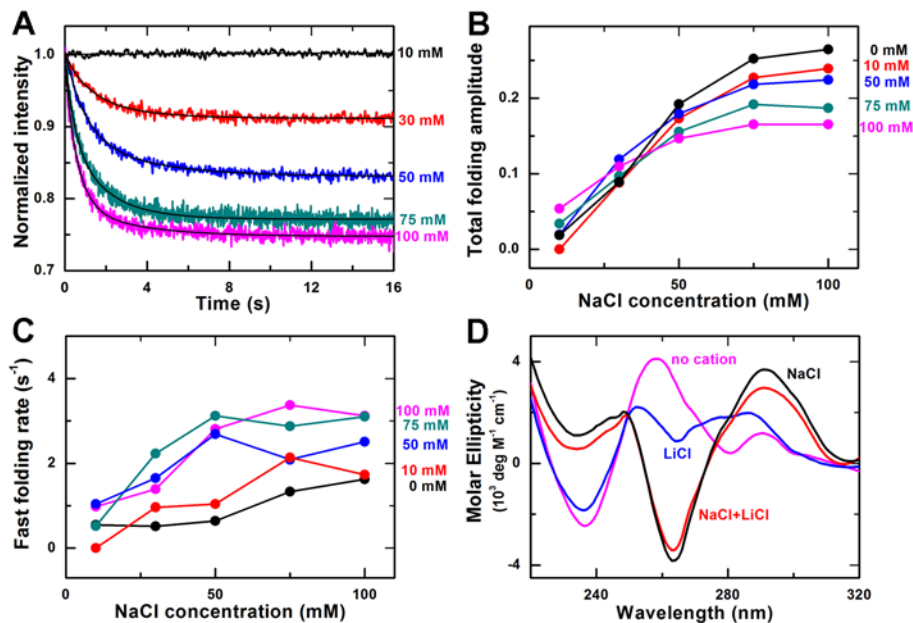 A
10 mM
30 mM
50 mM
75 mM
100 mM
Normalized intensity
1.0
0.9
0.8
0.7
0
4
8
12
16
Time (s)
B
0 mM
10 mM
50 mM
75 mM
100 mM
Total folding amplitude
0.2
0.1
0.0
0
50
100
NaCl concentration (mM)
C
100 mM
75 mM
50 mM
10 mM
0 mM
Fast folding rate (s⁻¹)
4
2
0
0
50
100
NaCl concentration (mM)
D
no cation
NaCl
LiCl
NaCl+LiCl
Molar Ellipticity
(10³ deg M⁻¹ cm⁻¹)
4
0
-4
240
260
280
300
320
Wavelength (nm)